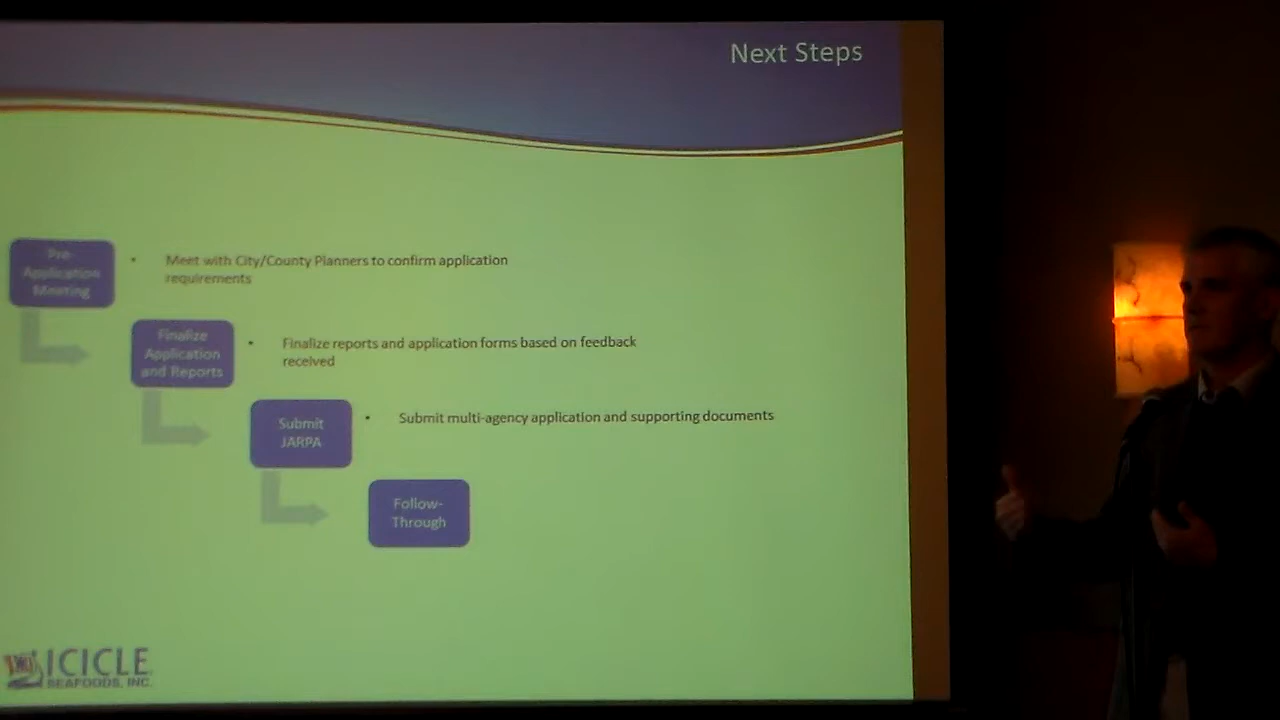 Next Steps
Pre-
Application
Meeting
• Meet with City/County Planners to confirm application
requirements
Finalize
Application
and Reports
• Finalize reports and application forms based on feedback
received
Submit
JARPA
• Submit multi-agency application and supporting documents
Follow-
Through
ICICLE
SEAFOODS, INC.